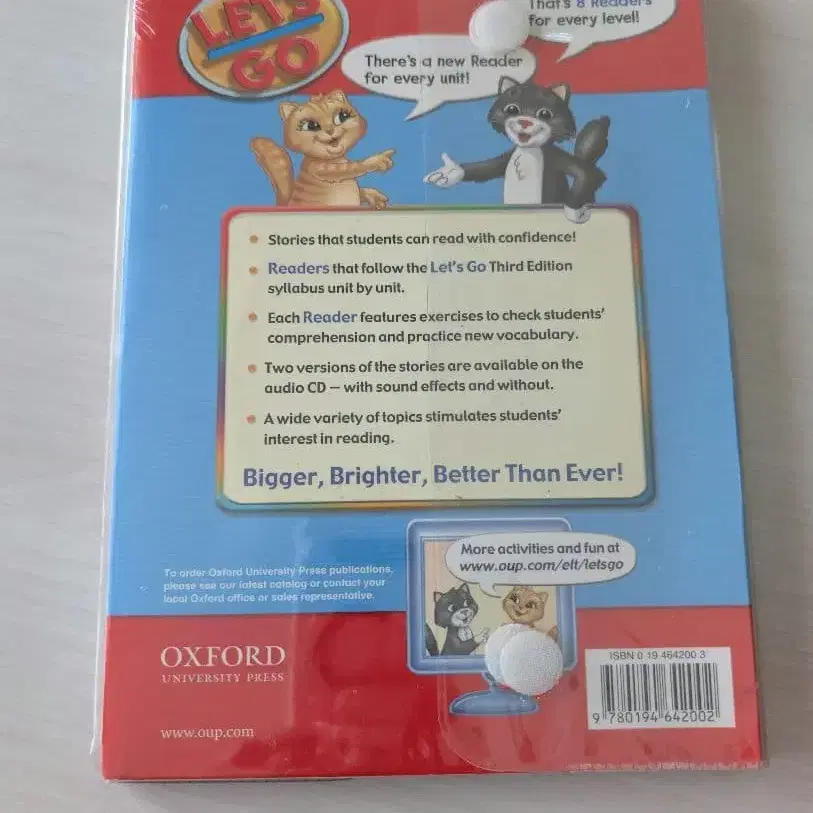 LET'S
GO
That's 8 Readers
for every level!
There's a new Reader
for every unit!
Stories that students can read with confidence!
Readers that follow the Let's Go Third Edition
syllabus unit by unit.
Each Reader features exercises to check students'
comprehension and practice new vocabulary.
Two versions of the stories are available on the
audio CD – with sound effects and without.
A wide variety of topics stimulates students'
interest in reading.
Bigger, Brighter, Better Than Ever!
More activities and fun at
www.oup.com/elt/letsgo
To order Oxford University Press publications,
please see our latest catalog or contact your
local Oxford office or sales representative.
OXFORD
UNIVERSITY PRESS
www.oup.com
ISBN 0 19 464200 3
9 780194 642002